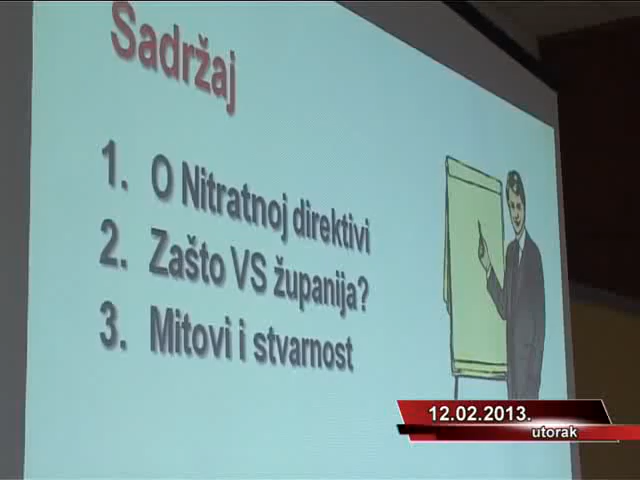 Sadržaj
1. O Nitratnoj direktivi
2. Zašto VS županija?
3. Mitovi i stvarnost
12.02.2013.
utorak